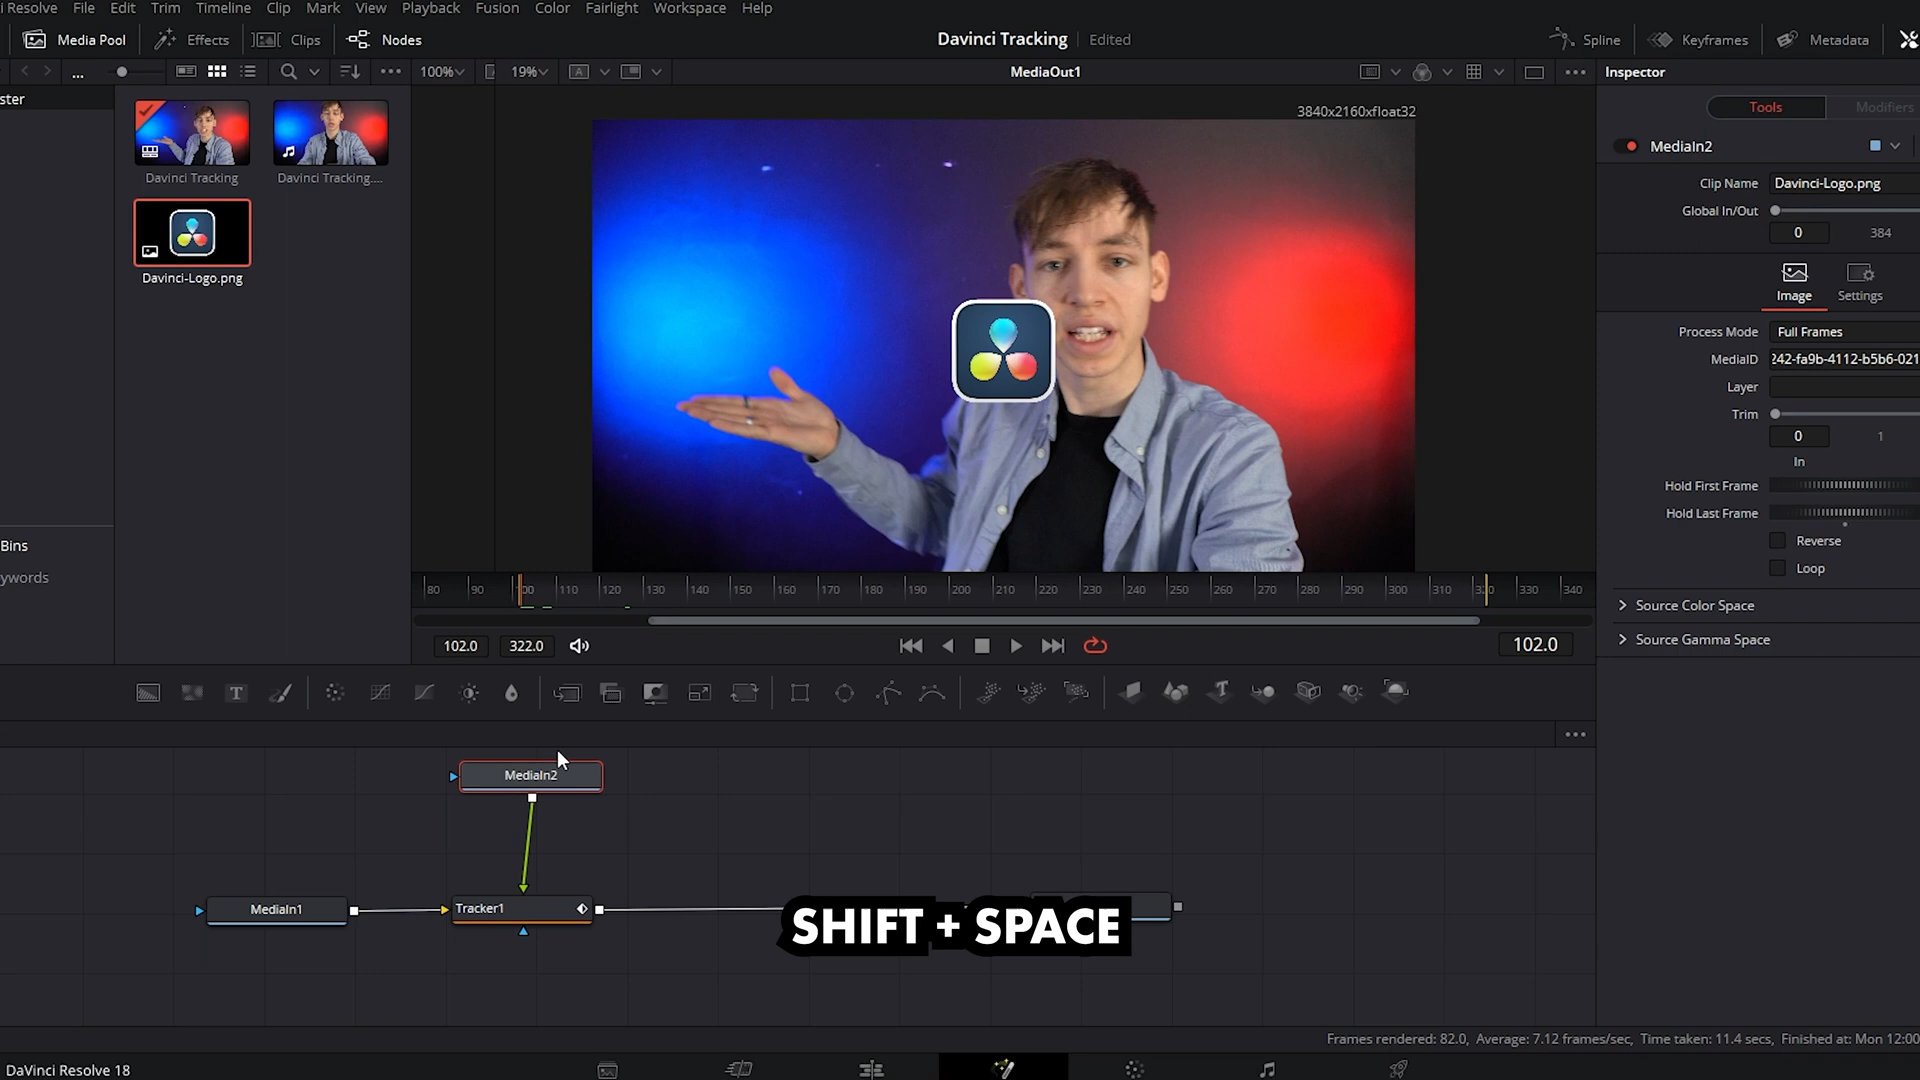 i Resolve File Edit Trim Timeline Clip Mark View Playback Fusion Color Fairlight Workspace Help
Media Pool Effects Clips Nodes Davinci Tracking Edited Spline Keyframes Metadata
... 100% 19% A MediaOut1 Inspector
ster
3840x2160xfloat32
Tools Modifiers
MediaIn2
Davinci Tracking Davinci Tracking....
Clip Name Davinci-Logo.png
Global In/Out
0 384
Davinci-Logo.png
Image Settings
Process Mode Full Frames
MediaID 242-fa9b-4112-b5b6-021
Layer
Trim
0 1
In
Hold First Frame
Hold Last Frame
Reverse
Loop
Bins
ywords
80 90 100 110 120 130 140 150 160 170 180 190 200 210 220 230 240 250 260 270 280 290 300 310 320 330 340
Source Color Space
Source Gamma Space
102.0 322.0 102.0
T T
MediaIn2
MediaIn1 Tracker1
SHIFT + SPACE
Frames rendered: 82.0, Average: 7.12 frames/sec, Time taken: 11.4 secs, Finished at: Mon 12:00
DaVinci Resolve 18